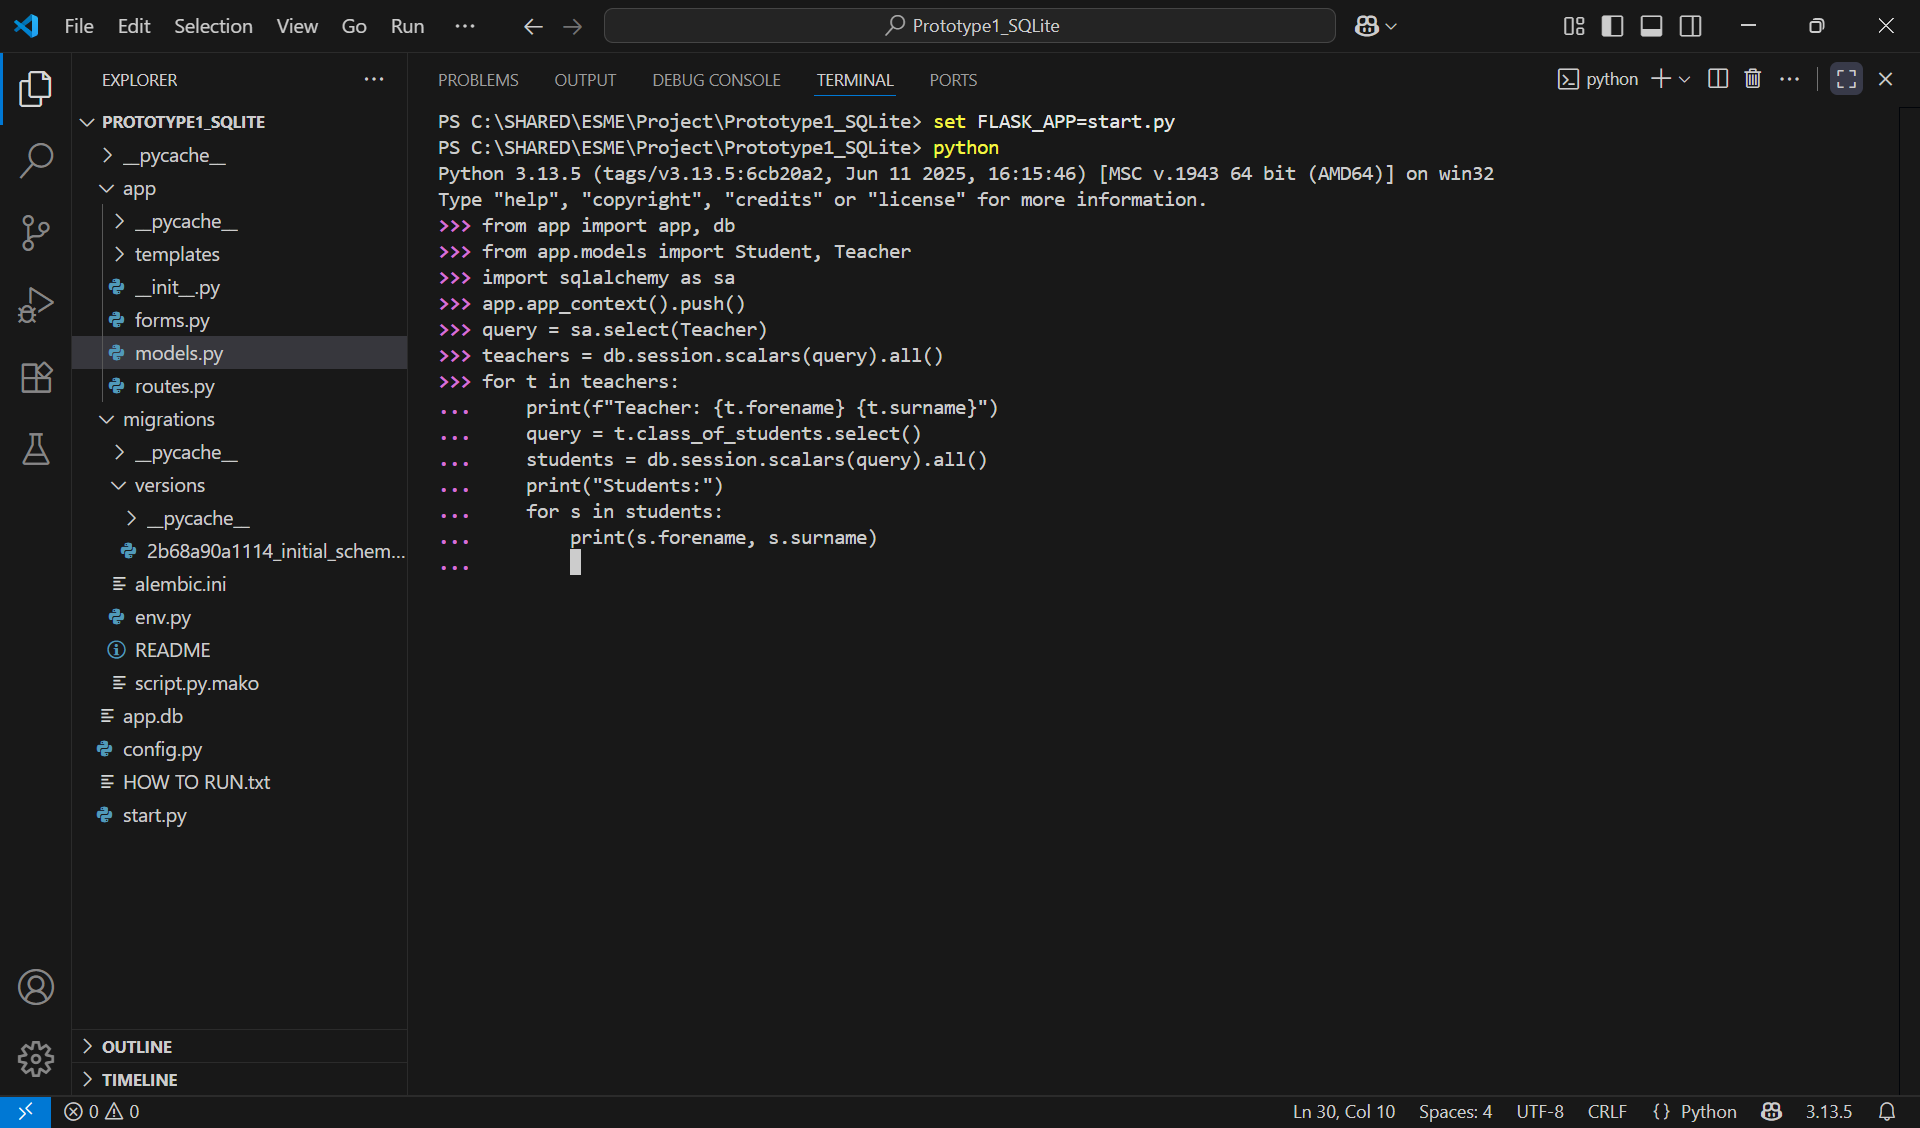 File Edit Selection View Go Run ... Prototype1_SQLite
EXPLORER ...
PROTOTYPE1_SQLITE
__pycache__
app
__pycache__
templates
__init__.py
forms.py
models.py
routes.py
migrations
__pycache__
versions
__pycache__
2b68a90a1114_initial_schem...
alembic.ini
env.py
README
script.py.mako
app.db
config.py
HOW TO RUN.txt
start.py
OUTLINE
TIMELINE
PROBLEMS OUTPUT DEBUG CONSOLE TERMINAL PORTS python ...
PS C:\SHARED\ESME\Project\Prototype1_SQLite> set FLASK_APP=start.py
PS C:\SHARED\ESME\Project\Prototype1_SQLite> python
Python 3.13.5 (tags/v3.13.5:6cb20a2, Jun 11 2025, 16:15:46) [MSC v.1943 64 bit (AMD64)] on win32
Type "help", "copyright", "credits" or "license" for more information.
>>> from app import app, db
>>> from app.models import Student, Teacher
>>> import sqlalchemy as sa
>>> app.app_context().push()
>>> query = sa.select(Teacher)
>>> teachers = db.session.scalars(query).all()
>>> for t in teachers:
...     print(f"Teacher: {t.forename} {t.surname}")
...     query = t.class_of_students.select()
...     students = db.session.scalars(query).all()
...     print("Students:")
...     for s in students:
...         print(s.forename, s.surname)
...
0 0 Ln 30, Col 10 Spaces: 4 UTF-8 CRLF {} Python 3.13.5